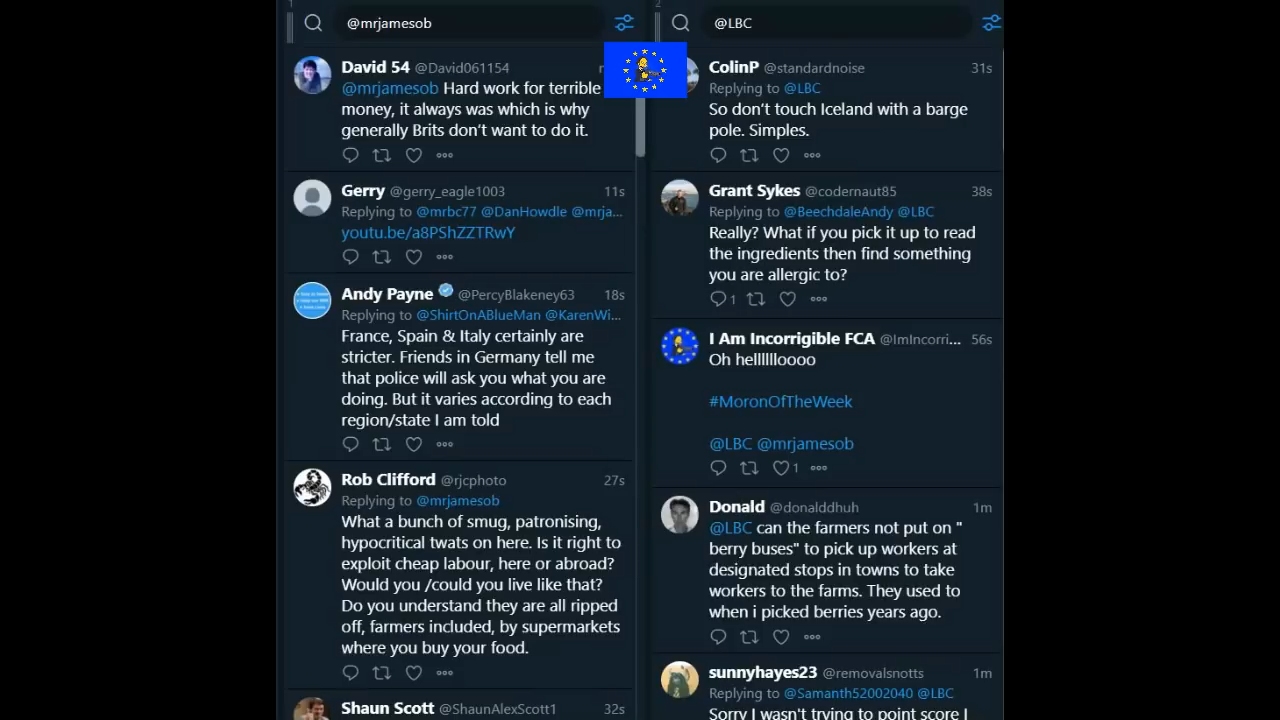 1
@mrjamesob
David 54 @David061154
@mrjamesob Hard work for terrible
money, it always was which is why
generally Brits don't want to do it.
Gerry @gerry_eagle1003 11s
Replying to @mrbc77 @DanHowdle @mrja...
youtu.be/a8PShZZTRwY
Andy Payne @PercyBlakeney63 18s
Replying to @ShirtOnABlueMan @KarenWi...
France, Spain & Italy certainly are
stricter. Friends in Germany tell me
that police will ask you what you are
doing. But it varies according to each
region/state I am told
Rob Clifford @rjcphoto 27s
Replying to @mrjamesob
What a bunch of smug, patronising,
hypocritical twats on here. Is it right to
exploit cheap labour, here or abroad?
Would you /could you live like that?
Do you understand they are all ripped
off, farmers included, by supermarkets
where you buy your food.
Shaun Scott @ShaunAlexScott1 32s
2
@LBC
ColinP @standardnoise 31s
Replying to @LBC
So don't touch Iceland with a barge
pole. Simples.
Grant Sykes @codernaut85 38s
Replying to @BeechdaleAndy @LBC
Really? What if you pick it up to read
the ingredients then find something
you are allergic to?
1
I Am Incorrigible FCA @ImIncorri... 56s
Oh hellllllloooo
#MoronOfTheWeek
@LBC @mrjamesob
1
Donald @donalddhuh 1m
@LBC can the farmers not put on "
berry buses" to pick up workers at
designated stops in towns to take
workers to the farms. They used to
when i picked berries years ago.
sunnyhayes23 @removalsnotts 1m
Replying to @Samanth52002040 @LBC
Sorry I wasn't trying to point score I